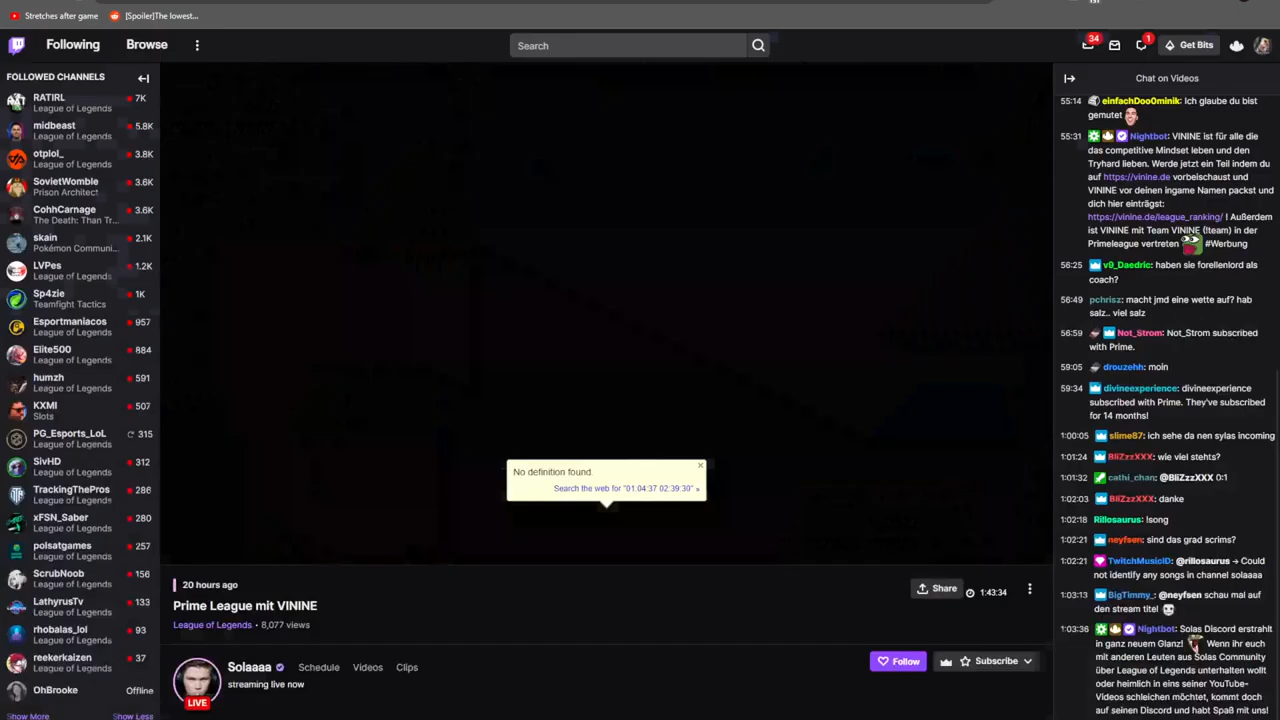 Stretches after game
[Spoiler]The lowest...
Following
Browse
Search
34
1
Get Bits
FOLLOWED CHANNELS
RATIRL
7K
League of Legends
midbeast
5.8K
League of Legends
otplol_
3.8K
League of Legends
SovietWomble
3.6K
Prison Architect
CohhCarnage
3.6K
The Death: Than Tr...
skain
2.1K
Pokémon Communi...
LVPes
1.2K
League of Legends
Sp4zie
1K
Teamfight Tactics
Esportmaniacos
957
League of Legends
Elite500
884
League of Legends
humzh
591
League of Legends
KXMI
507
Slots
PG_Esports_LoL
315
League of Legends
SivHD
312
League of Legends
TrackingThePros
286
League of Legends
xFSN_Saber
280
League of Legends
polsatgames
257
League of Legends
ScrubNoob
156
League of Legends
LathyrusTv
133
League of Legends
rhobalas_lol
93
League of Legends
reekerkaizen
37
League of Legends
OhBrooke
Offline
Show More
Show Less
No definition found.
Search the web for "01:04:37 02:39:30" »
20 hours ago
Prime League mit VININE
League of Legends · 8,077 views
Share
1:43:34
Solaaaa
Schedule
Videos
Clips
streaming live now
LIVE
Follow
Subscribe
Chat on Videos
55:14 einfachDoo0minik: Ich glaube du bist
gemutet
55:31 Nightbot: VININE ist für alle die
das competitive Mindset leben und den
Tryhard lieben. Werde jetzt ein Teil indem du
auf https://vinine.de vorbeischaust und
VININE vor deinen ingame Namen packst und
dich hier einträgst:
https://vinine.de/league_ranking/ ! Außerdem
ist VININE mit Team VININE (!team) in der
Primeleague vertreten #Werbung
56:25 v9_Daedric: haben sie forellenlord als
coach?
56:49 pchrisz: macht jmd eine wette auf? hab
salz.. viel salz
56:59 Not_Strom: Not_Strom subscribed
with Prime.
59:05 drouzehh: moin
59:34 divineexperience: divineexperience
subscribed with Prime. They've subscribed
for 14 months!
1:00:05 slime87: ich sehe da nen sylas incoming
1:01:24 BliZzzXXX: wie viel stehts?
1:01:32 cathi_chan: @BliZzzXXX 0:1
1:02:03 BliZzzXXX: danke
1:02:18 Rillosaurus: !song
1:02:21 neyfsen: sind das grad scrims?
1:02:21 TwitchMusicID: @rillosaurus -> Could
not identify any songs in channel solaaaa
1:03:13 BigTimmy_: @neyfsen schau mal auf
den stream titel
1:03:36 Nightbot: Solas Discord erstrahlt
in ganz neuem Glanz! Wenn ihr euch
mit anderen Leuten aus Solas Community
über League of Legends unterhalten wollt
oder heimlich in eins seiner YouTube-
Videos schleichen möchtet, kommt doch
auf seinen Discord und habt Spaß mit uns!